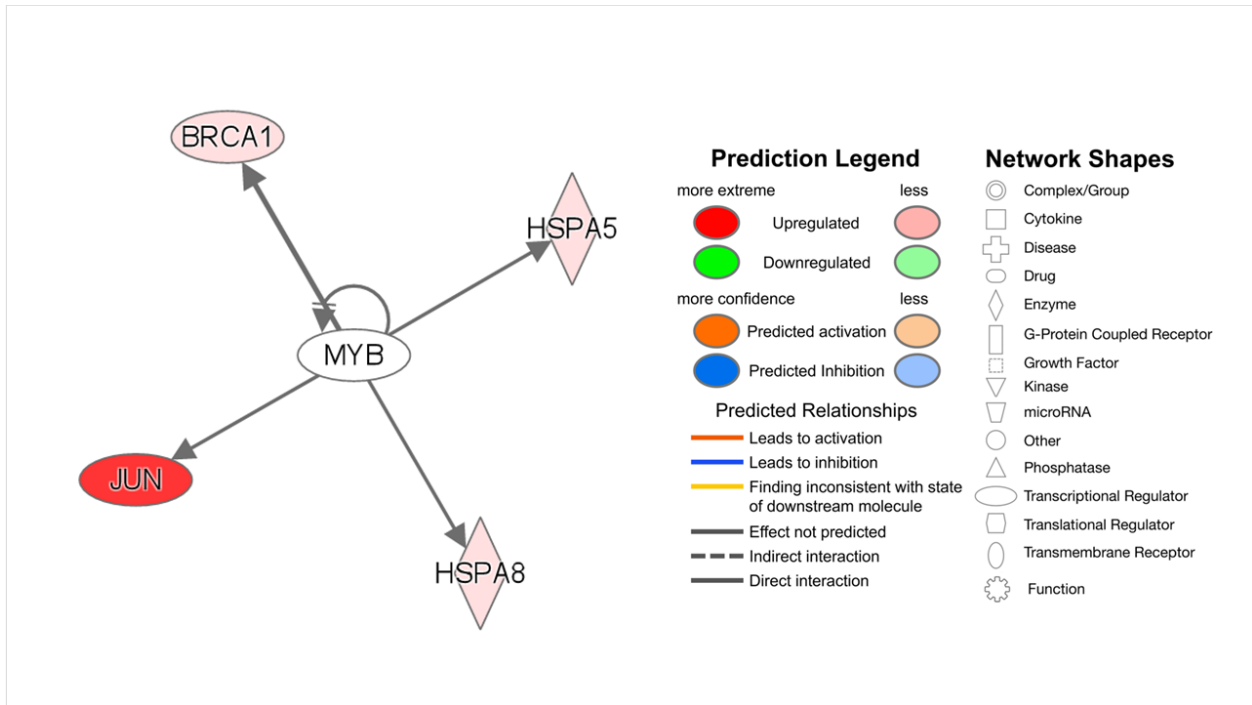 BRCA1
HSPA5
MYB
JUN
HSPA8
Prediction Legend
more extreme less
Upregulated
Downregulated
more confidence less
Predicted activation
Predicted Inhibition
Predicted Relationships
Leads to activation
Leads to inhibition
Finding inconsistent with state
of downstream molecule
Effect not predicted
Indirect interaction
Direct interaction
Network Shapes
Complex/Group
Cytokine
Disease
Drug
Enzyme
G-Protein Coupled Receptor
Growth Factor
Kinase
microRNA
Other
Phosphatase
Transcriptional Regulator
Translational Regulator
Transmembrane Receptor
Function